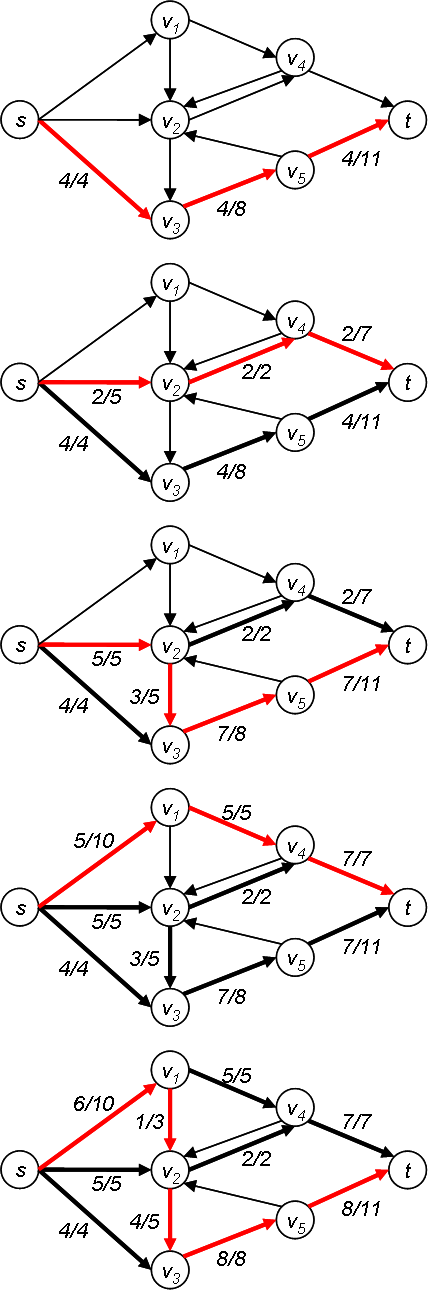 v1
v4
s v2 t
v5
4/4 4/8 4/11
v3
v1
v4 2/7
s 2/5 v2 2/2 t
v5 4/11
4/4 4/8
v3
v1
v4 2/7
s 5/5 v2 2/2 t
4/4 3/5 v5 7/11
v3 7/8
v1 5/5
5/10 v4 7/7
s 5/5 v2 2/2 t
4/4 3/5 v5 7/11
v3 7/8
v1 5/5
6/10 1/3 v4 7/7
s 5/5 v2 2/2 t
4/4 4/5 v5 8/11
v3 8/8